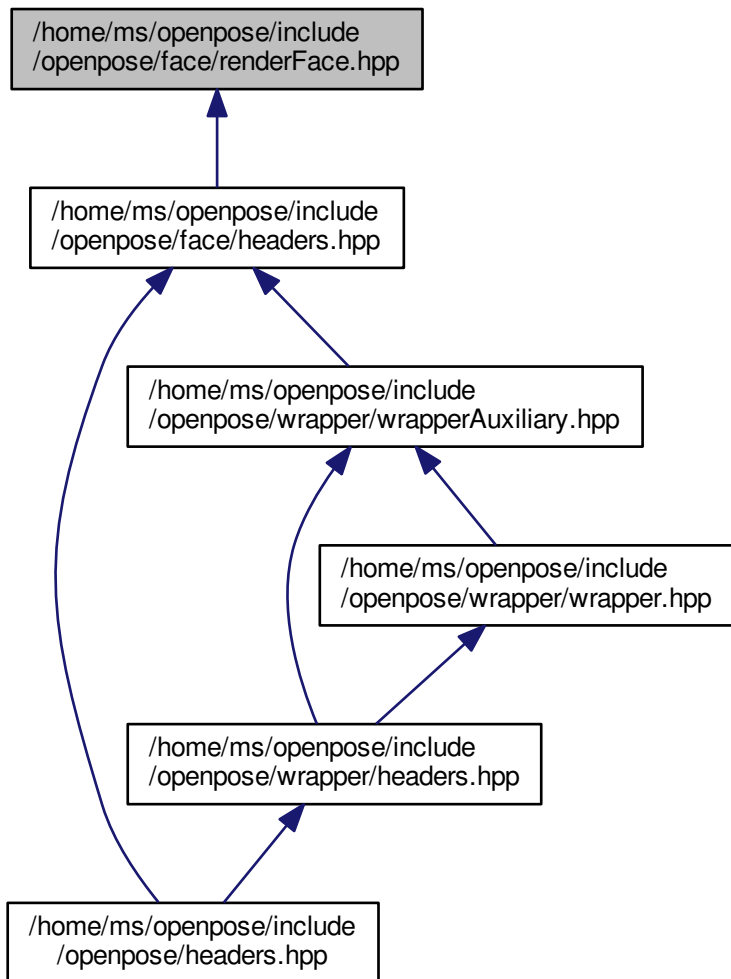 /home/ms/openpose/include
/openpose/face/renderFace.hpp
/home/ms/openpose/include
/openpose/face/headers.hpp
/home/ms/openpose/include
/openpose/wrapper/wrapperAuxiliary.hpp
/home/ms/openpose/include
/openpose/wrapper/wrapper.hpp
/home/ms/openpose/include
/openpose/wrapper/headers.hpp
/home/ms/openpose/include
/openpose/headers.hpp